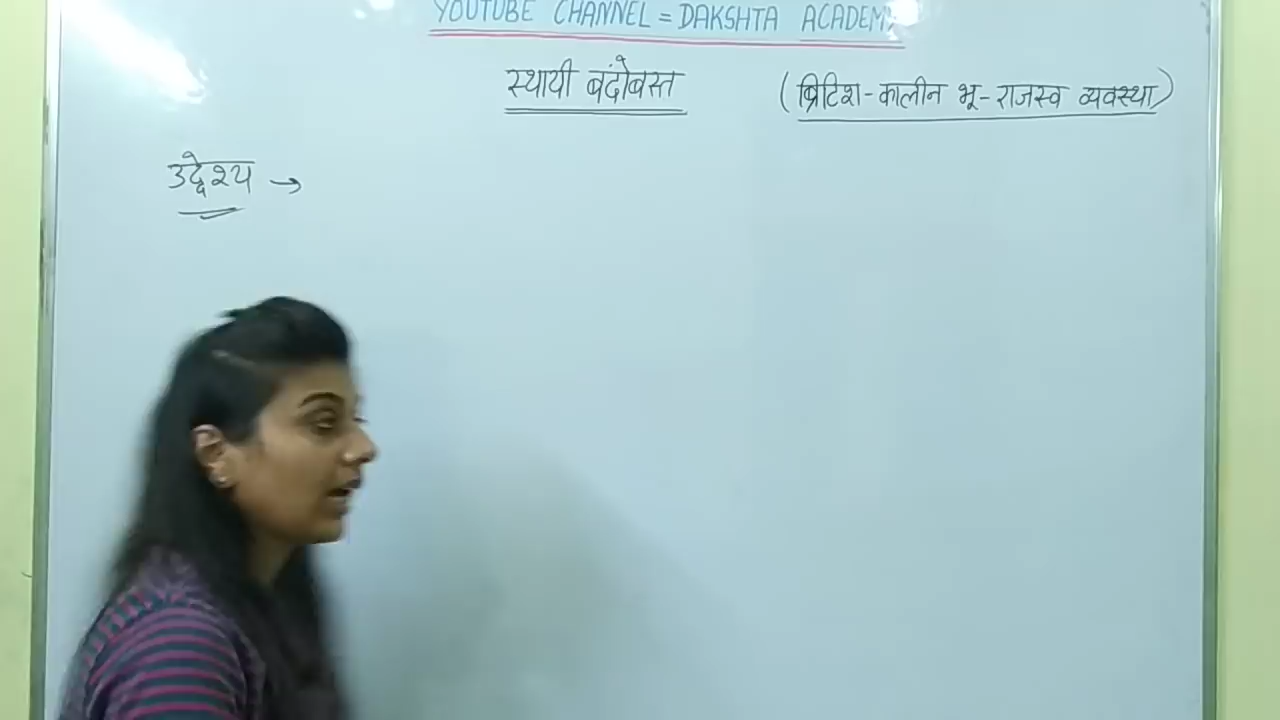 YOUTUBE CHANNEL = DAKSHTA ACADEMY
स्थायी बंदोबस्त (ब्रिटिश-कालीन भू-राजस्व व्यवस्था)
उद्देश्य →